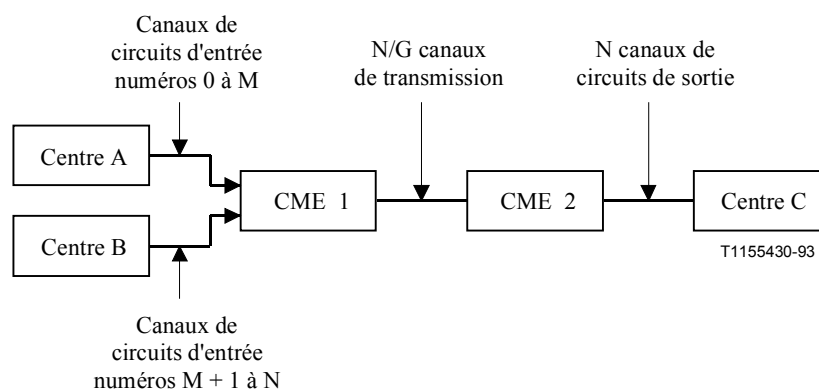 Canaux de
circuits d'entrée
numéros 0 à M
N/G canaux
de transmission
N canaux de
circuits de sortie
Centre A
Centre B
CME 1
CME 2
Centre C
T1155430-93
Canaux de
circuits d'entrée
numéros M + 1 à N